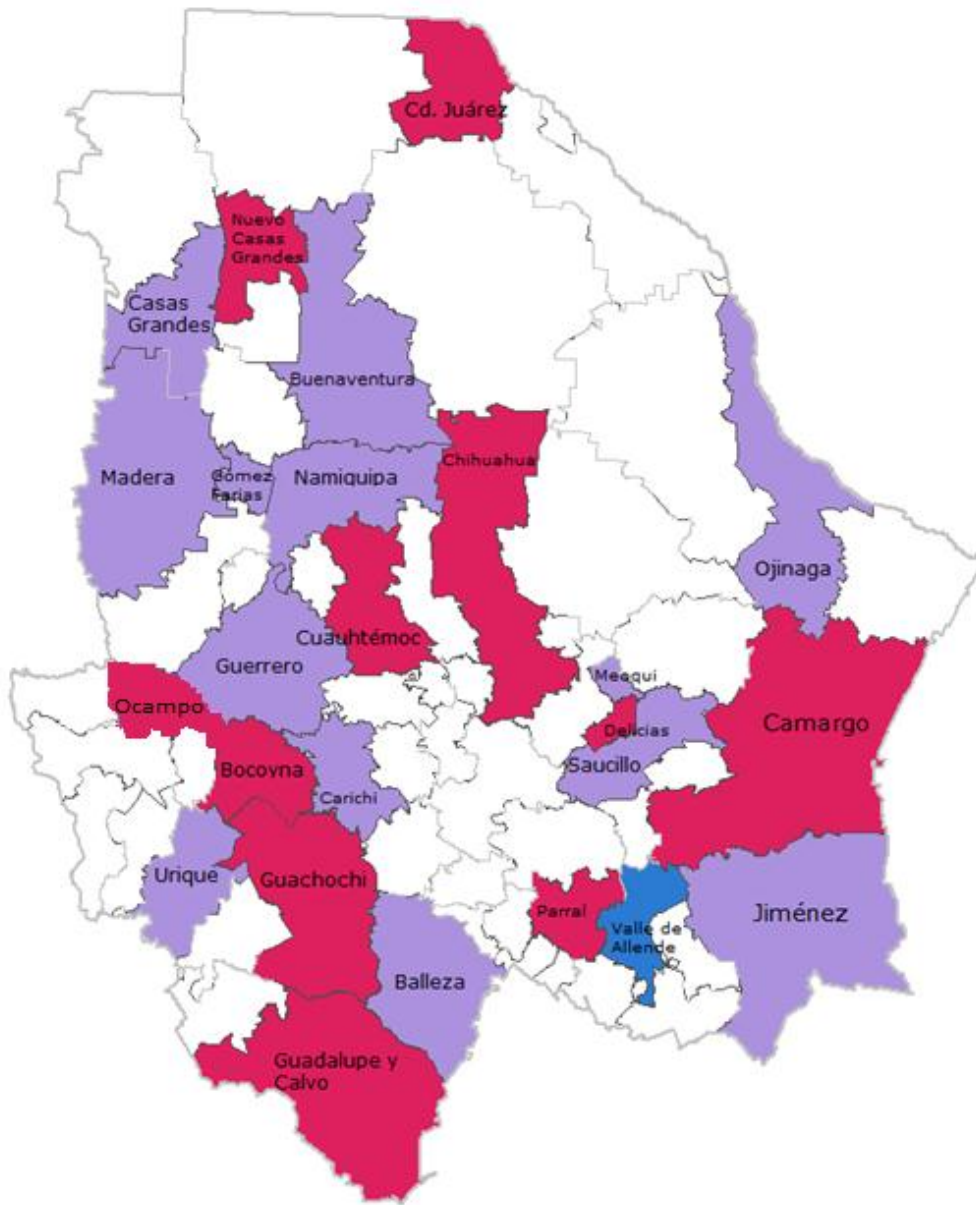 Cd. Juárez
Nuevo
Casas
Grandes
Casas
Grandes
Buenaventura
Chihuahua
Madera
Gómez
Farias
Namiquipa
Ojinaga
Cuauhtémoc
Guerrero
Meoqui
Ocampo
Delicias
Camargo
Bocoyna
Saucillo
Carichi
Urique
Guachochi
Parral
Jiménez
Valle de
Allende
Balleza
Guadalupe y
Calvo